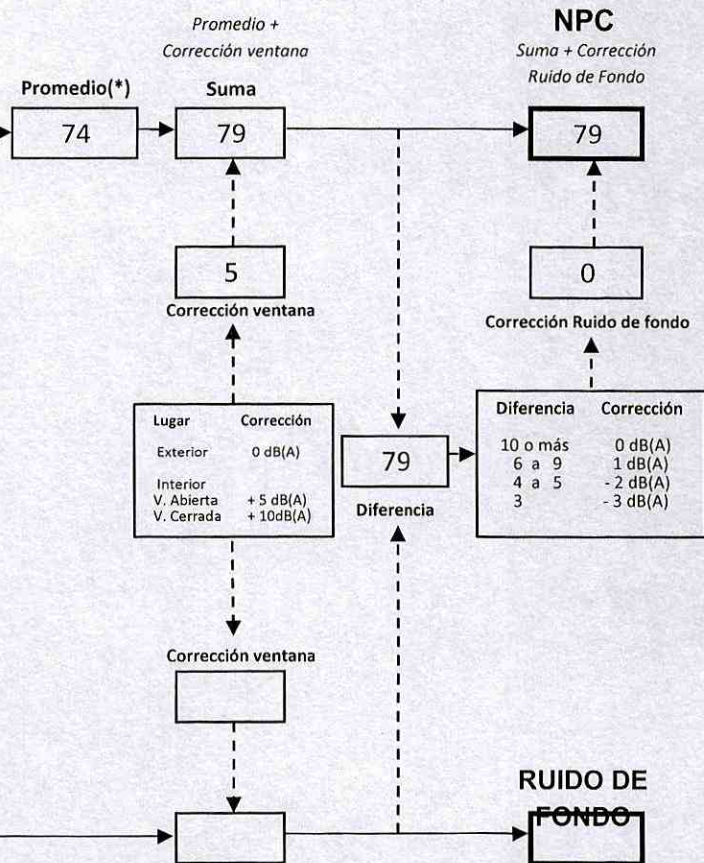 Promedio +
Corrección ventana
NPC
Suma + Corrección
Ruido de Fondo
Promedio(*)
Suma
74
79
79
5
0
Corrección ventana
Corrección Ruido de fondo
Lugar Corrección
Exterior 0 dB(A)
Interior
V. Abierta + 5 dB(A)
V. Cerrada + 10dB(A)
79
Diferencia
Diferencia Corrección
10 o más 0 dB(A)
6 a 9 1 dB(A)
4 a 5 - 2 dB(A)
3 - 3 dB(A)
Corrección ventana
RUIDO DE
FONDO